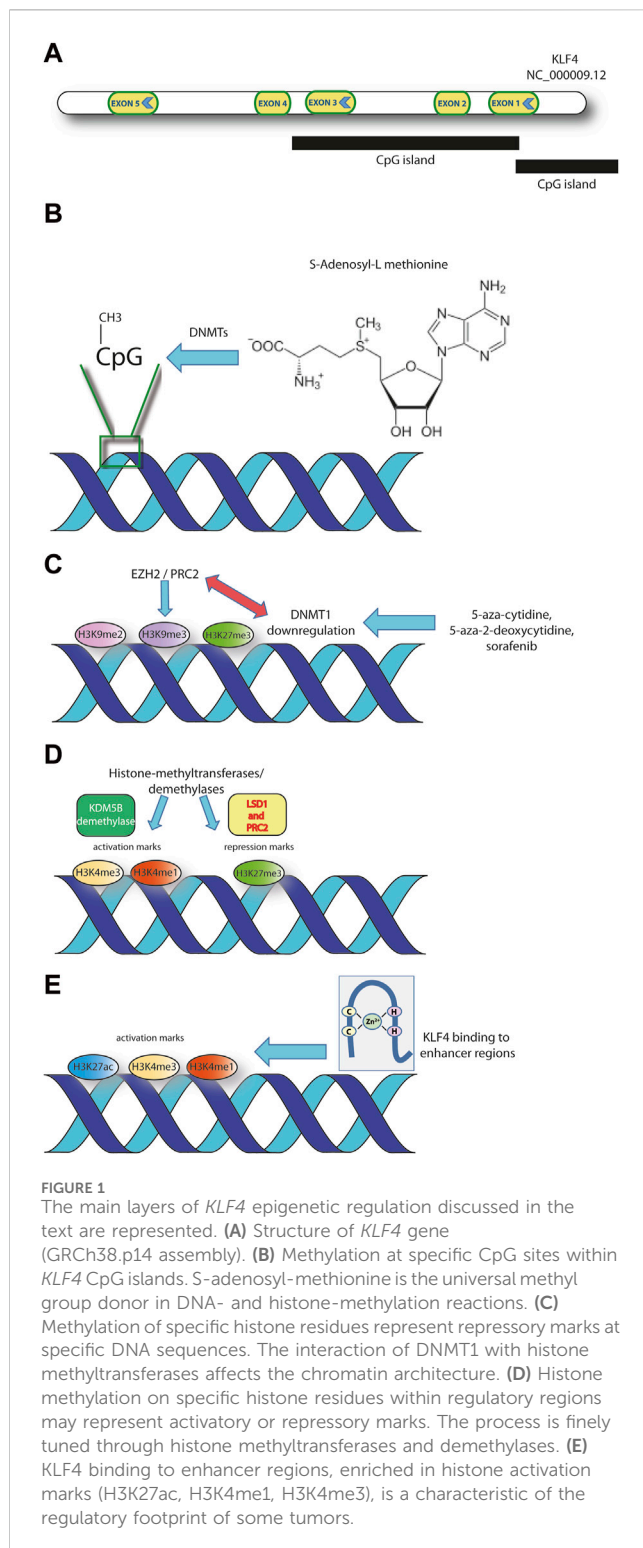 A
KLF4
NC_000009.12
EXON 5 EXON 4 EXON 3 EXON 2 EXON 1
CpG island
CpG island
B
S-Adenosyl-L methionine
NH₂
CH3
CpG
DNMTs
CH₃
⁻OOC
S⁺
NH₃⁺
N
N
N
N
O
OH OH
C
EZH2 / PRC2
DNMT1
downregulation
5-aza-cytidine,
5-aza-2-deoxycytidine,
sorafenib
H3K9me2 H3K9me3 H3K27me3
D
Histone-methyltransferases/
demethylases
KDM5B
demethylase
LSD1
and
PRC2
activation marks repression marks
H3K4me3 H3K4me1 H3K27me3
E
C H
Zn²⁺
C H
KLF4 binding to
enhancer regions
activation marks
H3K27ac H3K4me3 H3K4me1
FIGURE 1
The main layers of KLF4 epigenetic regulation discussed in the
text are represented. (A) Structure of KLF4 gene
(GRCh38.p14 assembly). (B) Methylation at specific CpG sites within
KLF4 CpG islands. S-adenosyl-methionine is the universal methyl
group donor in DNA- and histone-methylation reactions. (C)
Methylation of specific histone residues represent repressory marks at
specific DNA sequences. The interaction of DNMT1 with histone
methyltransferases affects the chromatin architecture. (D) Histone
methylation on specific histone residues within regulatory regions
may represent activatory or repressory marks. The process is finely
tuned through histone methyltransferases and demethylases. (E)
KLF4 binding to enhancer regions, enriched in histone activation
marks (H3K27ac, H3K4me1, H3K4me3), is a characteristic of the
regulatory footprint of some tumors.